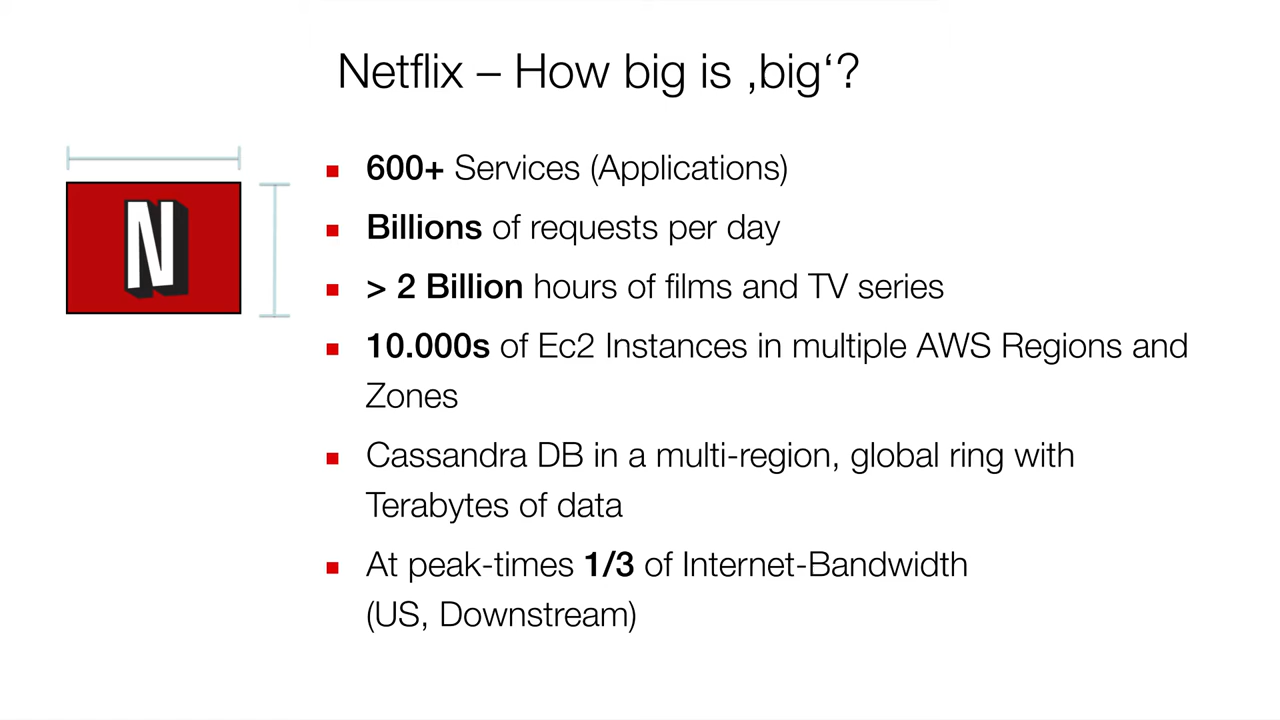 Netflix – How big is ‚big‘?
N
■ 600+ Services (Applications)
■ Billions of requests per day
■ > 2 Billion hours of films and TV series
■ 10.000s of Ec2 Instances in multiple AWS Regions and
Zones
■ Cassandra DB in a multi-region, global ring with
Terabytes of data
■ At peak-times 1/3 of Internet-Bandwidth
(US, Downstream)